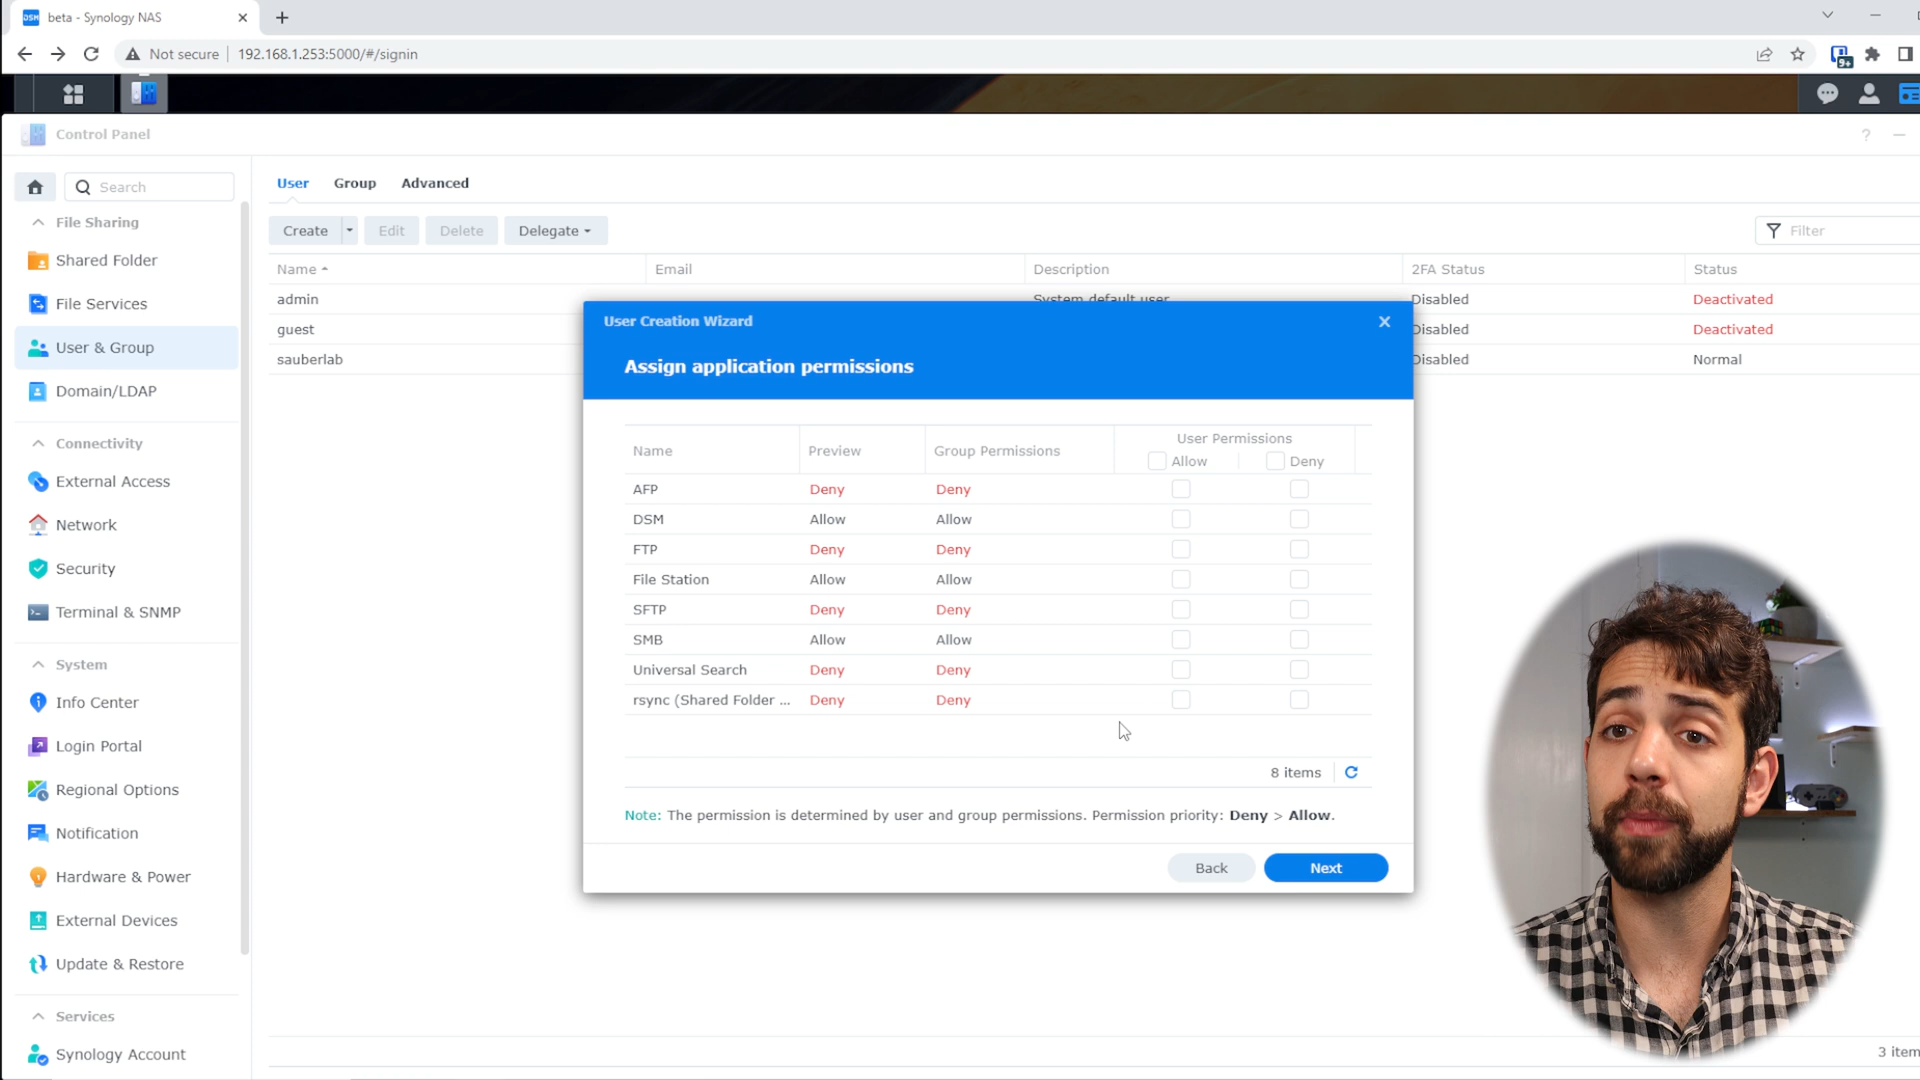 DSM beta - Synology NAS
Not secure 192.168.1.253:5000/#/signin
9+
Control Panel
?
Search
User Group Advanced
File Sharing
Shared Folder
File Services
User & Group
Domain/LDAP
Connectivity
External Access
Network
Security
Terminal & SNMP
System
Info Center
Login Portal
Regional Options
Notification
Hardware & Power
External Devices
Update & Restore
Services
Synology Account
Create Edit Delete Delegate Filter
Name Email Description 2FA Status Status
admin System default user Disabled Deactivated
guest Disabled Deactivated
sauberlab Disabled Normal
User Creation Wizard
Assign application permissions
Name Preview Group Permissions User Permissions
Allow Deny
AFP Deny Deny
DSM Allow Allow
FTP Deny Deny
File Station Allow Allow
SFTP Deny Deny
SMB Allow Allow
Universal Search Deny Deny
rsync (Shared Folder ... Deny Deny
8 items
Note: The permission is determined by user and group permissions. Permission priority: Deny > Allow.
Back Next
3 item